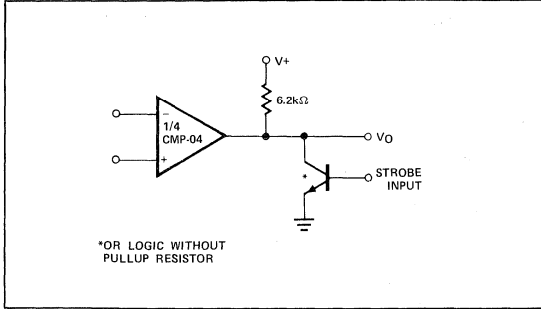 V+
6.2kΩ
−
1/4
CMP-04
+
VO
*
STROBE
INPUT
*OR LOGIC WITHOUT
PULLUP RESISTOR